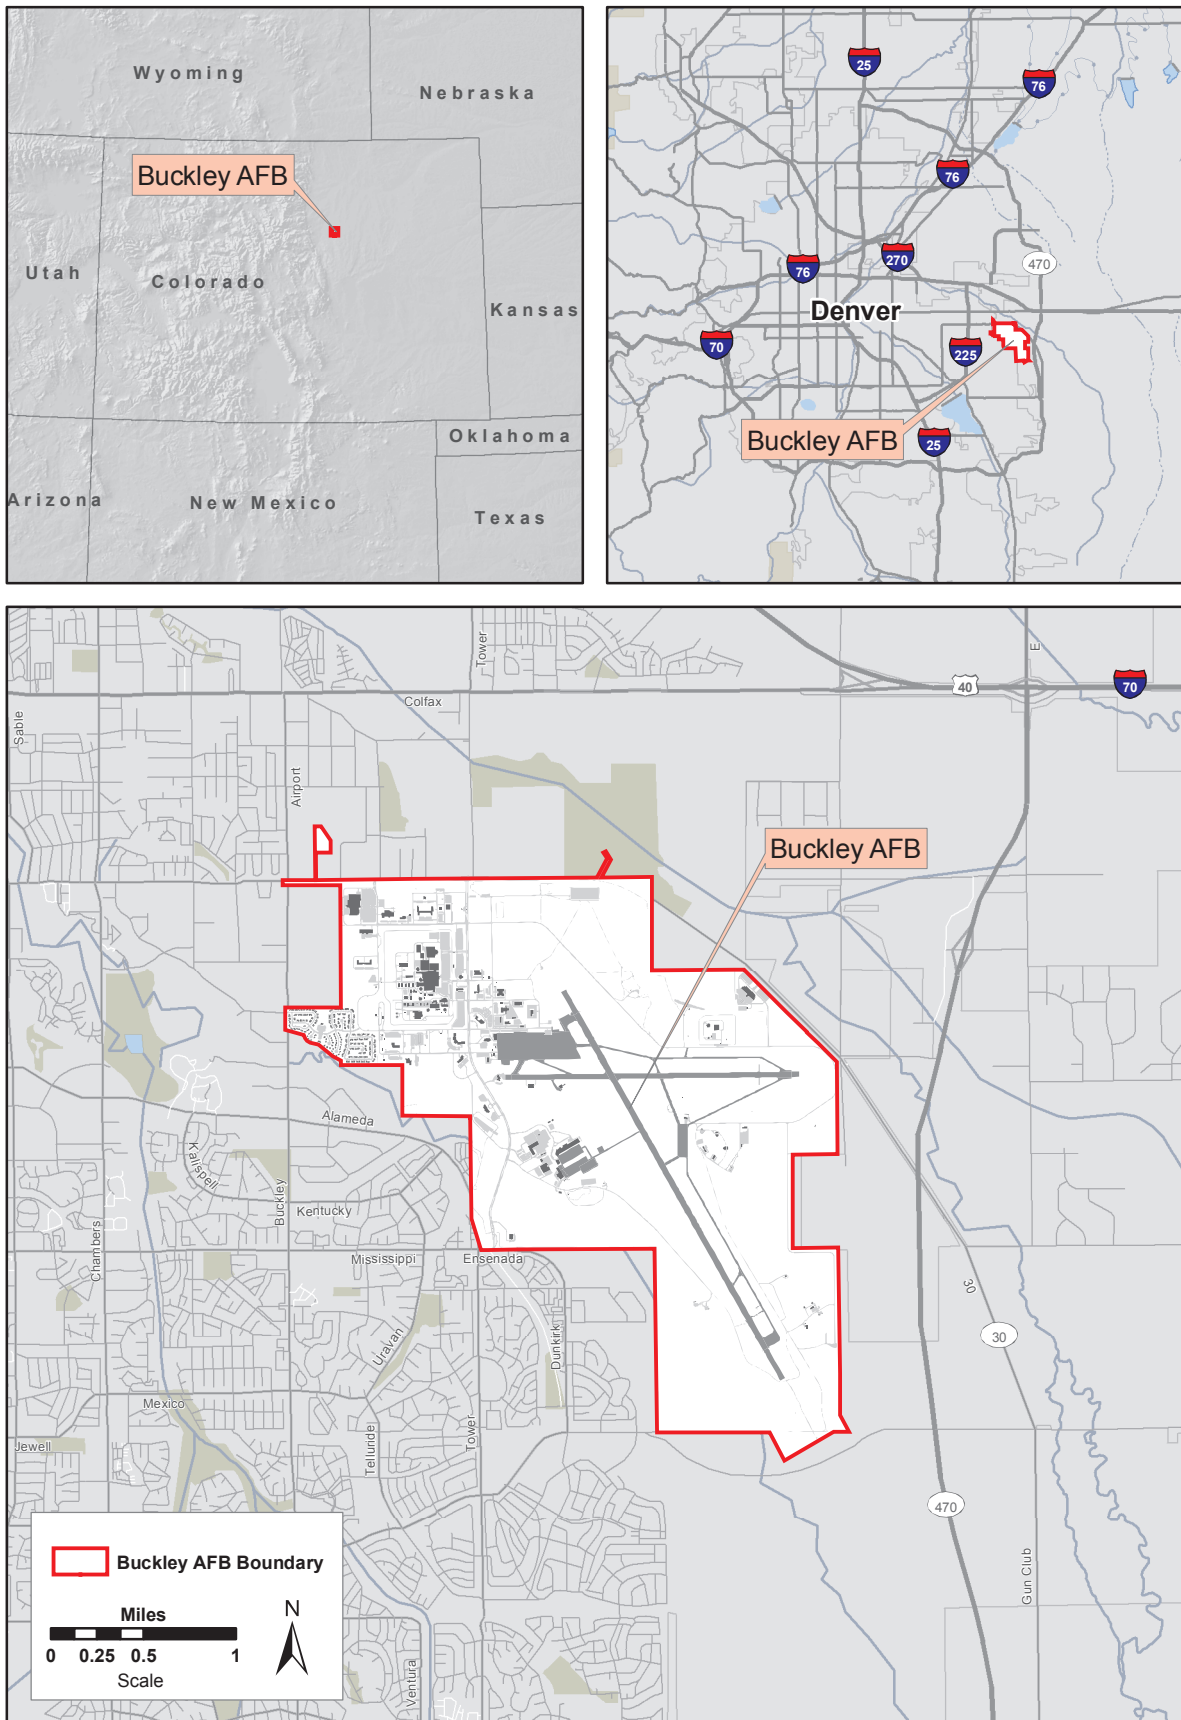 Wyoming
Nebraska
Buckley AFB
Utah
Colorado
Kansas
Oklahoma
Arizona
New Mexico
Texas
25
76
76
270
76
470
Denver
70
225
Buckley AFB
25
Tower
E
40
70
Colfax
Sable
Airport
Buckley AFB
Alameda
Kalispell
Buckley
Kentucky
Chambers
Mississippi
Ensenada
30
30
Uravan
Dunkirk
Mexico
Jewell
Telluride
Tower
470
Gun Club
Buckley AFB Boundary
Miles
N
0 0.25 0.5 1
Scale
Ventura